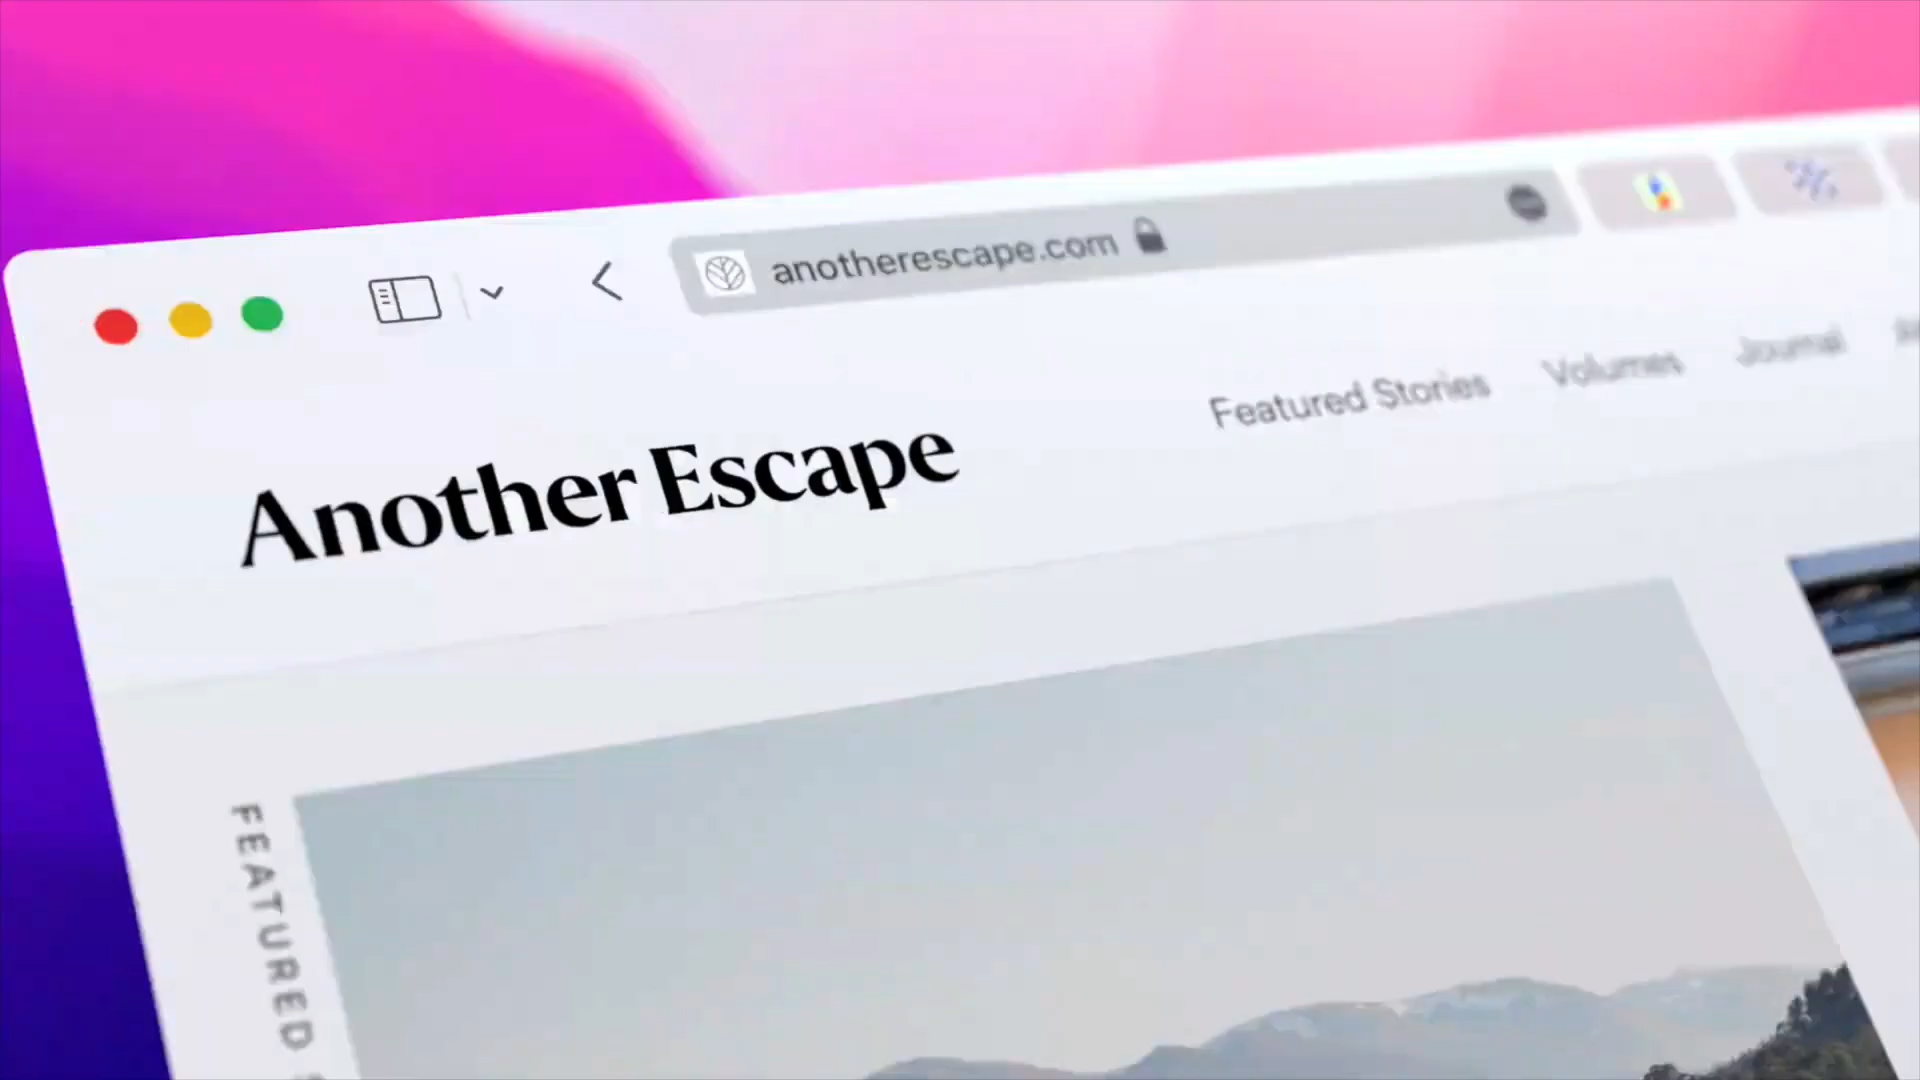 anotherescape.com
Another Escape
Featured Stories
Volumes
Journal
FEATURED